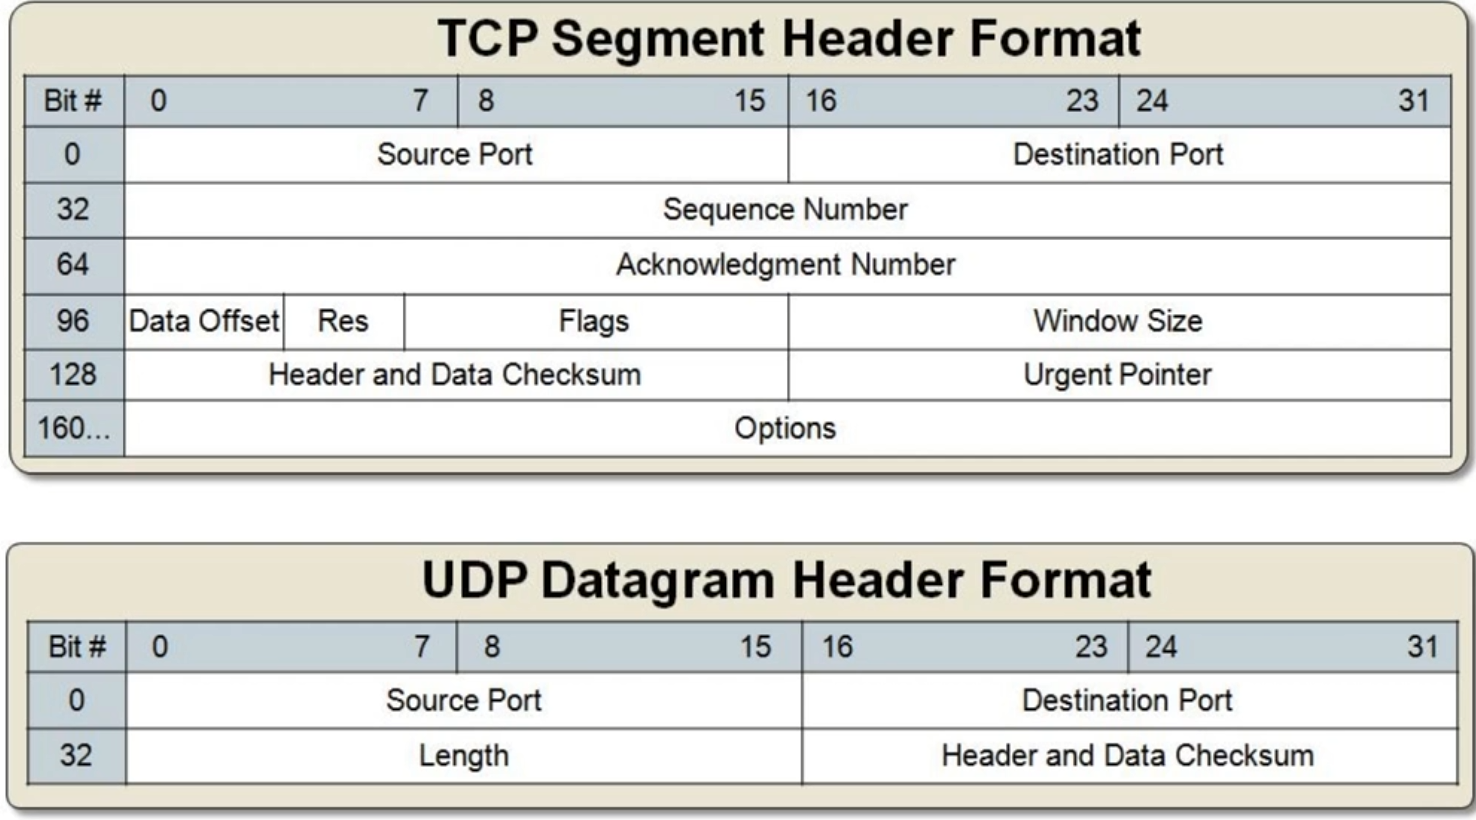 TCP Segment Header Format
Bit # 0 7 8 15 16 23 24 31
0 Source Port Destination Port
32 Sequence Number
64 Acknowledgment Number
96 Data Offset Res Flags Window Size
128 Header and Data Checksum Urgent Pointer
160... Options
UDP Datagram Header Format
Bit # 0 7 8 15 16 23 24 31
0 Source Port Destination Port
32 Length Header and Data Checksum